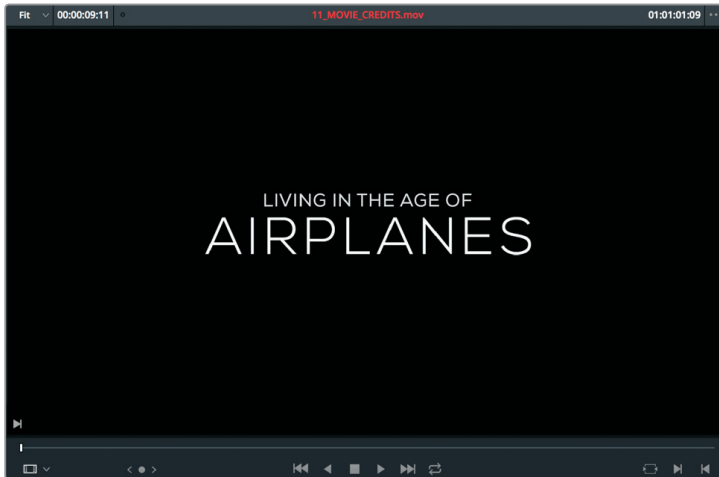 Fit 00:00:09:11 11_MOVIE_CREDITS.mov 01:01:01:09
LIVING IN THE AGE OF
AIRPLANES